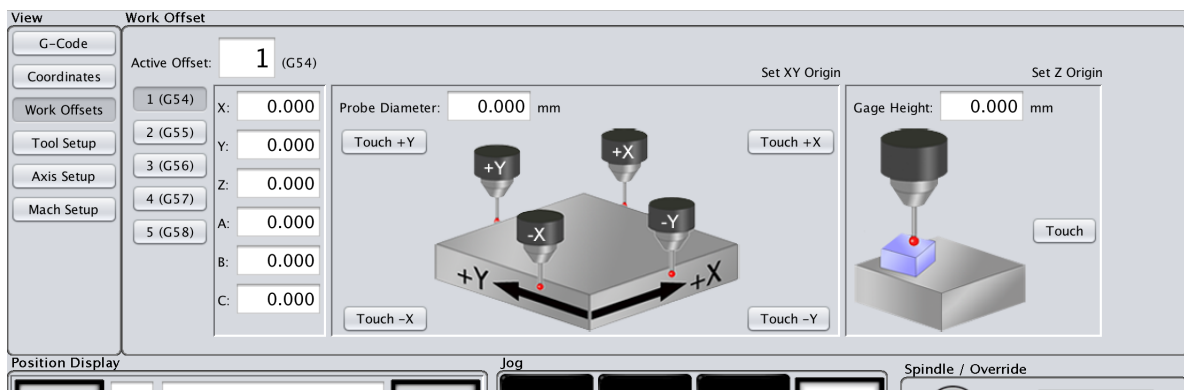 View
Work Offset
G-Code
Coordinates
Work Offsets
Tool Setup
Axis Setup
Mach Setup
Active Offset: 1 (G54)
1 (G54)
2 (G55)
3 (G56)
4 (G57)
5 (G58)
X: 0.000
Y: 0.000
Z: 0.000
A: 0.000
B: 0.000
C: 0.000
Set XY Origin
Probe Diameter: 0.000 mm
Touch +Y
Touch +X
+Y
+X
-X
-Y
+Y
+X
Touch -X
Touch -Y
Set Z Origin
Gage Height: 0.000 mm
Touch
Position Display
Jog
Spindle / Override